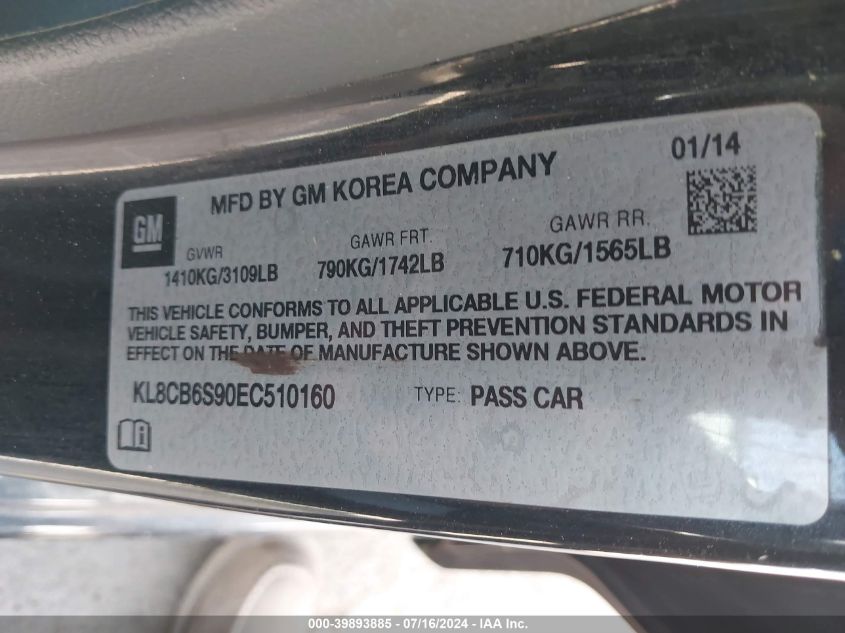 01/14
MFD BY GM KOREA COMPANY
GM
GVWR GAWR FRT. GAWR RR.
1410KG/3109LB 790KG/1742LB 710KG/1565LB
THIS VEHICLE CONFORMS TO ALL APPLICABLE U.S. FEDERAL MOTOR
VEHICLE SAFETY, BUMPER, AND THEFT PREVENTION STANDARDS IN
EFFECT ON THE DATE OF MANUFACTURE SHOWN ABOVE.
KL8CB6S90EC510160 TYPE: PASS CAR
000-39893885 - 07/16/2024 - IAA Inc.